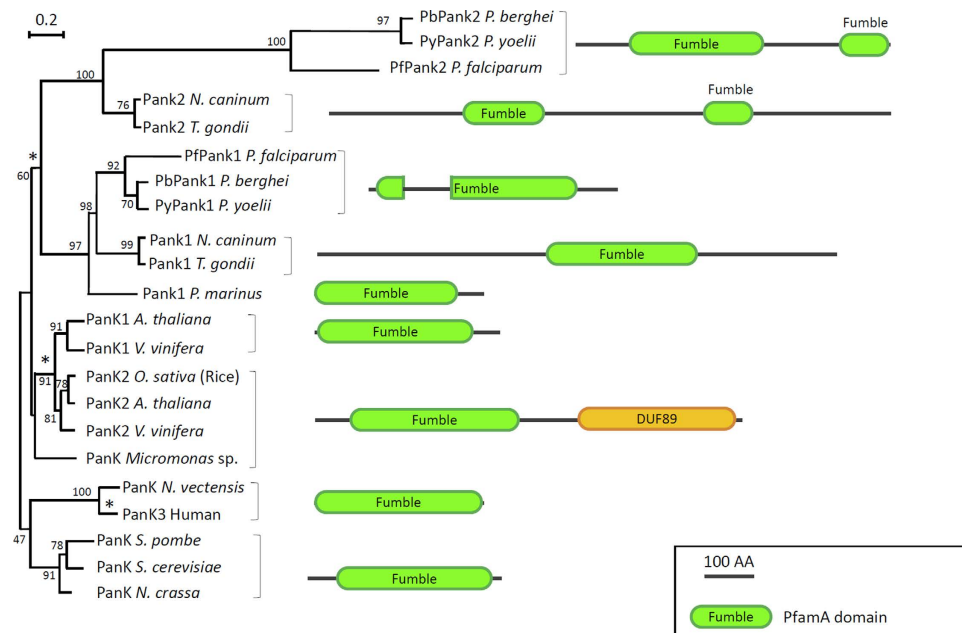 0.2
97
PbPank2 P. berghei
PyPank2 P. yoelii
100
PfPank2 P. falciparum
Fumble
Fumble
100
76
Pank2 N. caninum
Pank2 T. gondii
Fumble
Fumble
*
60
92
PfPank1 P. falciparum
PbPank1 P. berghei
70
PyPank1 P. yoelii
Fumble
98
97
99
Pank1 N. caninum
Pank1 T. gondii
Fumble
Pank1 P. marinus
Fumble
91
PanK1 A. thaliana
PanK1 V. vinifera
Fumble
*
91
78
PanK2 O. sativa (Rice)
PanK2 A. thaliana
81
PanK2 V. vinifera
PanK Micromonas sp.
Fumble
DUF89
100
PanK N. vectensis
*
PanK3 Human
Fumble
47
78
PanK S. pombe
PanK S. cerevisiae
91
PanK N. crassa
Fumble
100 AA
Fumble
PfamA domain